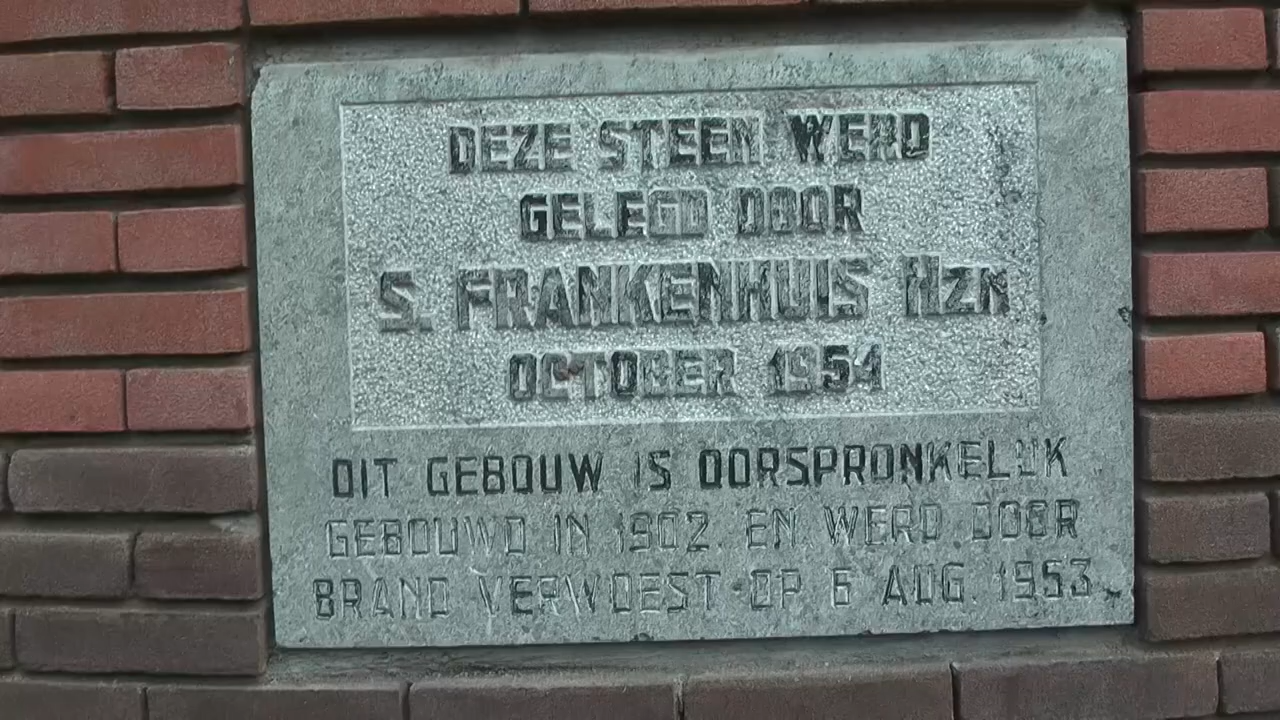 DEZE STEEN WERD
GELEGD DOOR
S. FRANKENHUIS HZN
OCTOBER 1954
DIT GEBOUW IS OORSPRONKELIJK
GEBOUWD IN 1902 EN WERD DOOR
BRAND VERWOEST OP 6 AUG. 1953.